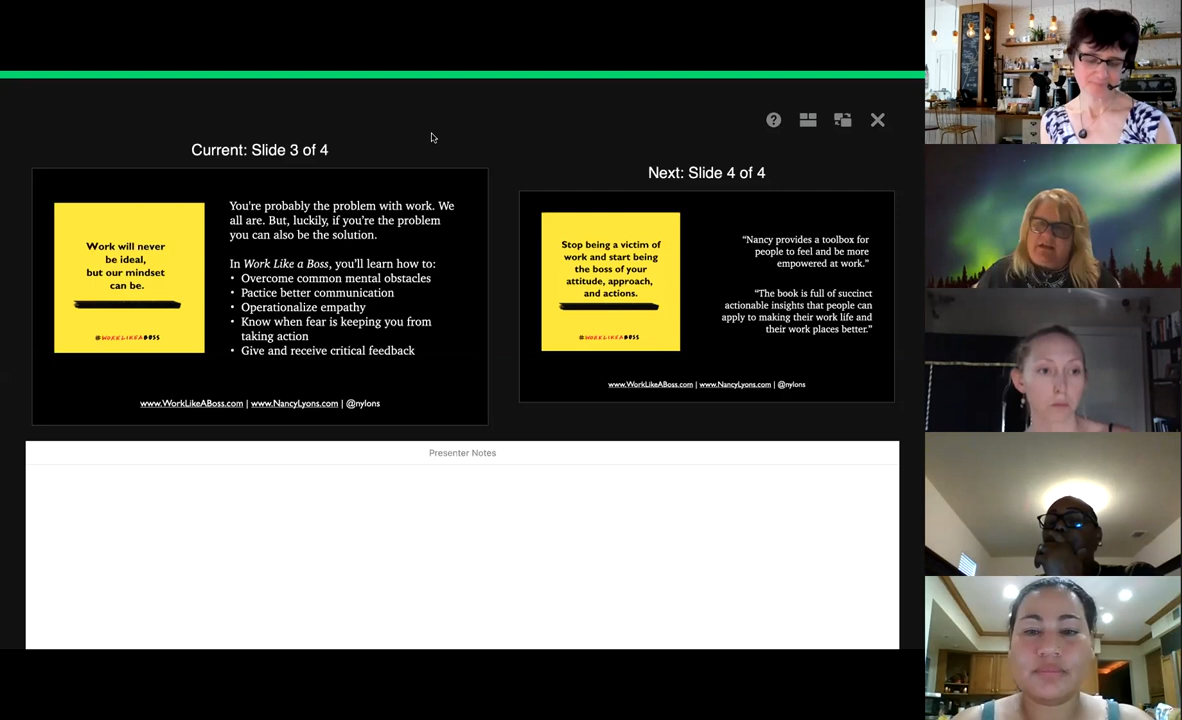 Current: Slide 3 of 4
Work will never
be ideal,
but our mindset
can be.
#WORKLIKEABOSS
You're probably the problem with work. We
all are. But, luckily, if you're the problem
you can also be the solution.
In Work Like a Boss, you'll learn how to:
• Overcome common mental obstacles
• Pactice better communication
• Operationalize empathy
• Know when fear is keeping you from
taking action
• Give and receive critical feedback
www.WorkLikeABoss.com | www.NancyLyons.com | @nylons
Next: Slide 4 of 4
Stop being a victim of
work and start being
the boss of your
attitude, approach,
and actions.
#WORKLIKEABOSS
“Nancy provides a toolbox for
people to feel and be more
empowered at work.”
“The book is full of succinct
actionable insights that people can
apply to making their work life and
their work places better.”
www.WorkLikeABoss.com | www.NancyLyons.com | @nylons
Presenter Notes